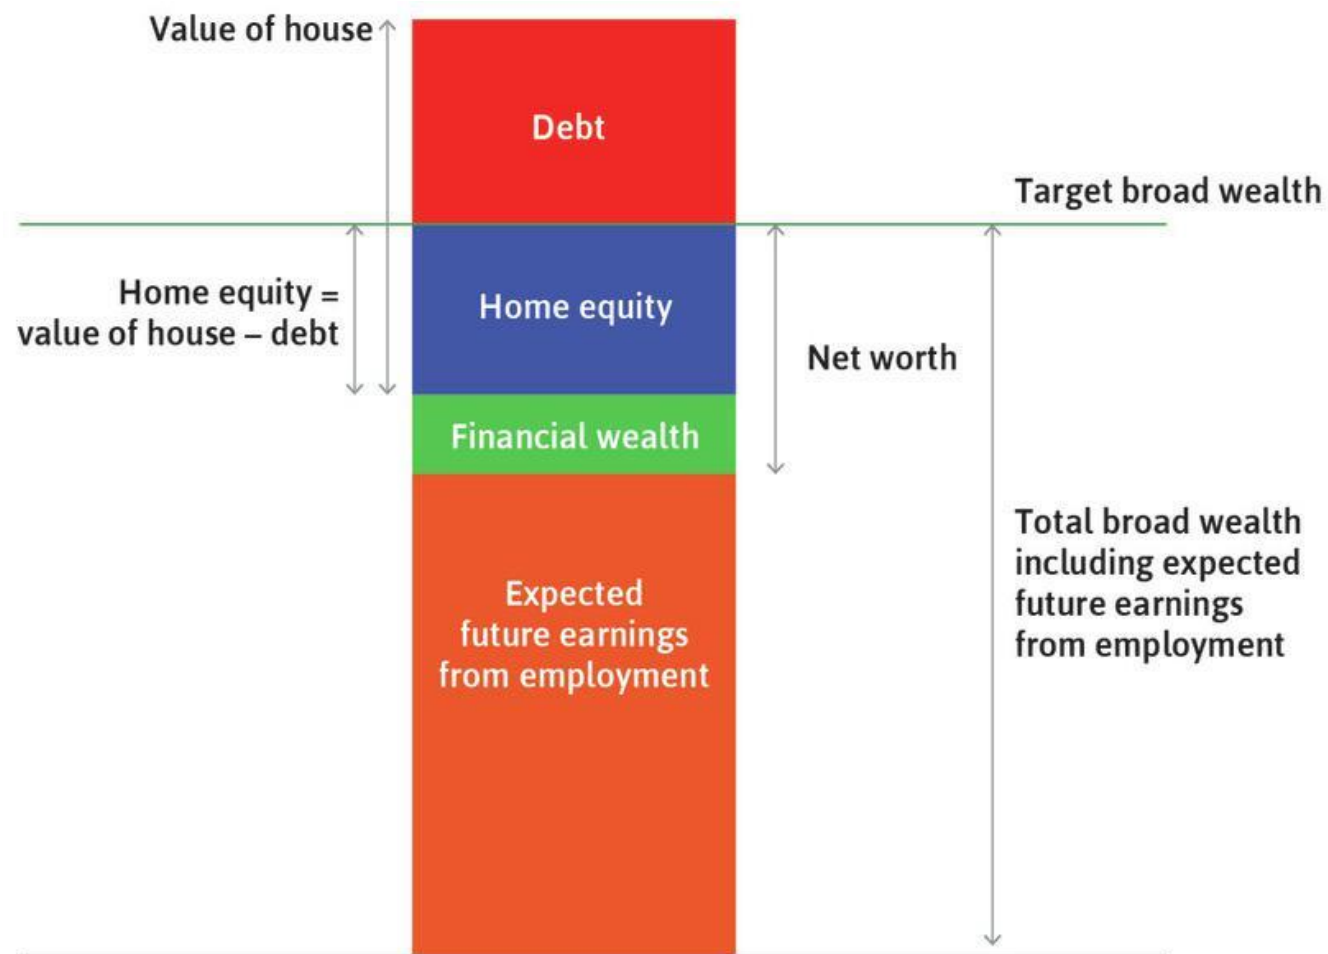 Value of house
Debt
Target broad wealth
Home equity =
value of house – debt
Home equity
Net worth
Financial wealth
Expected
future earnings
from employment
Total broad wealth
including expected
future earnings
from employment